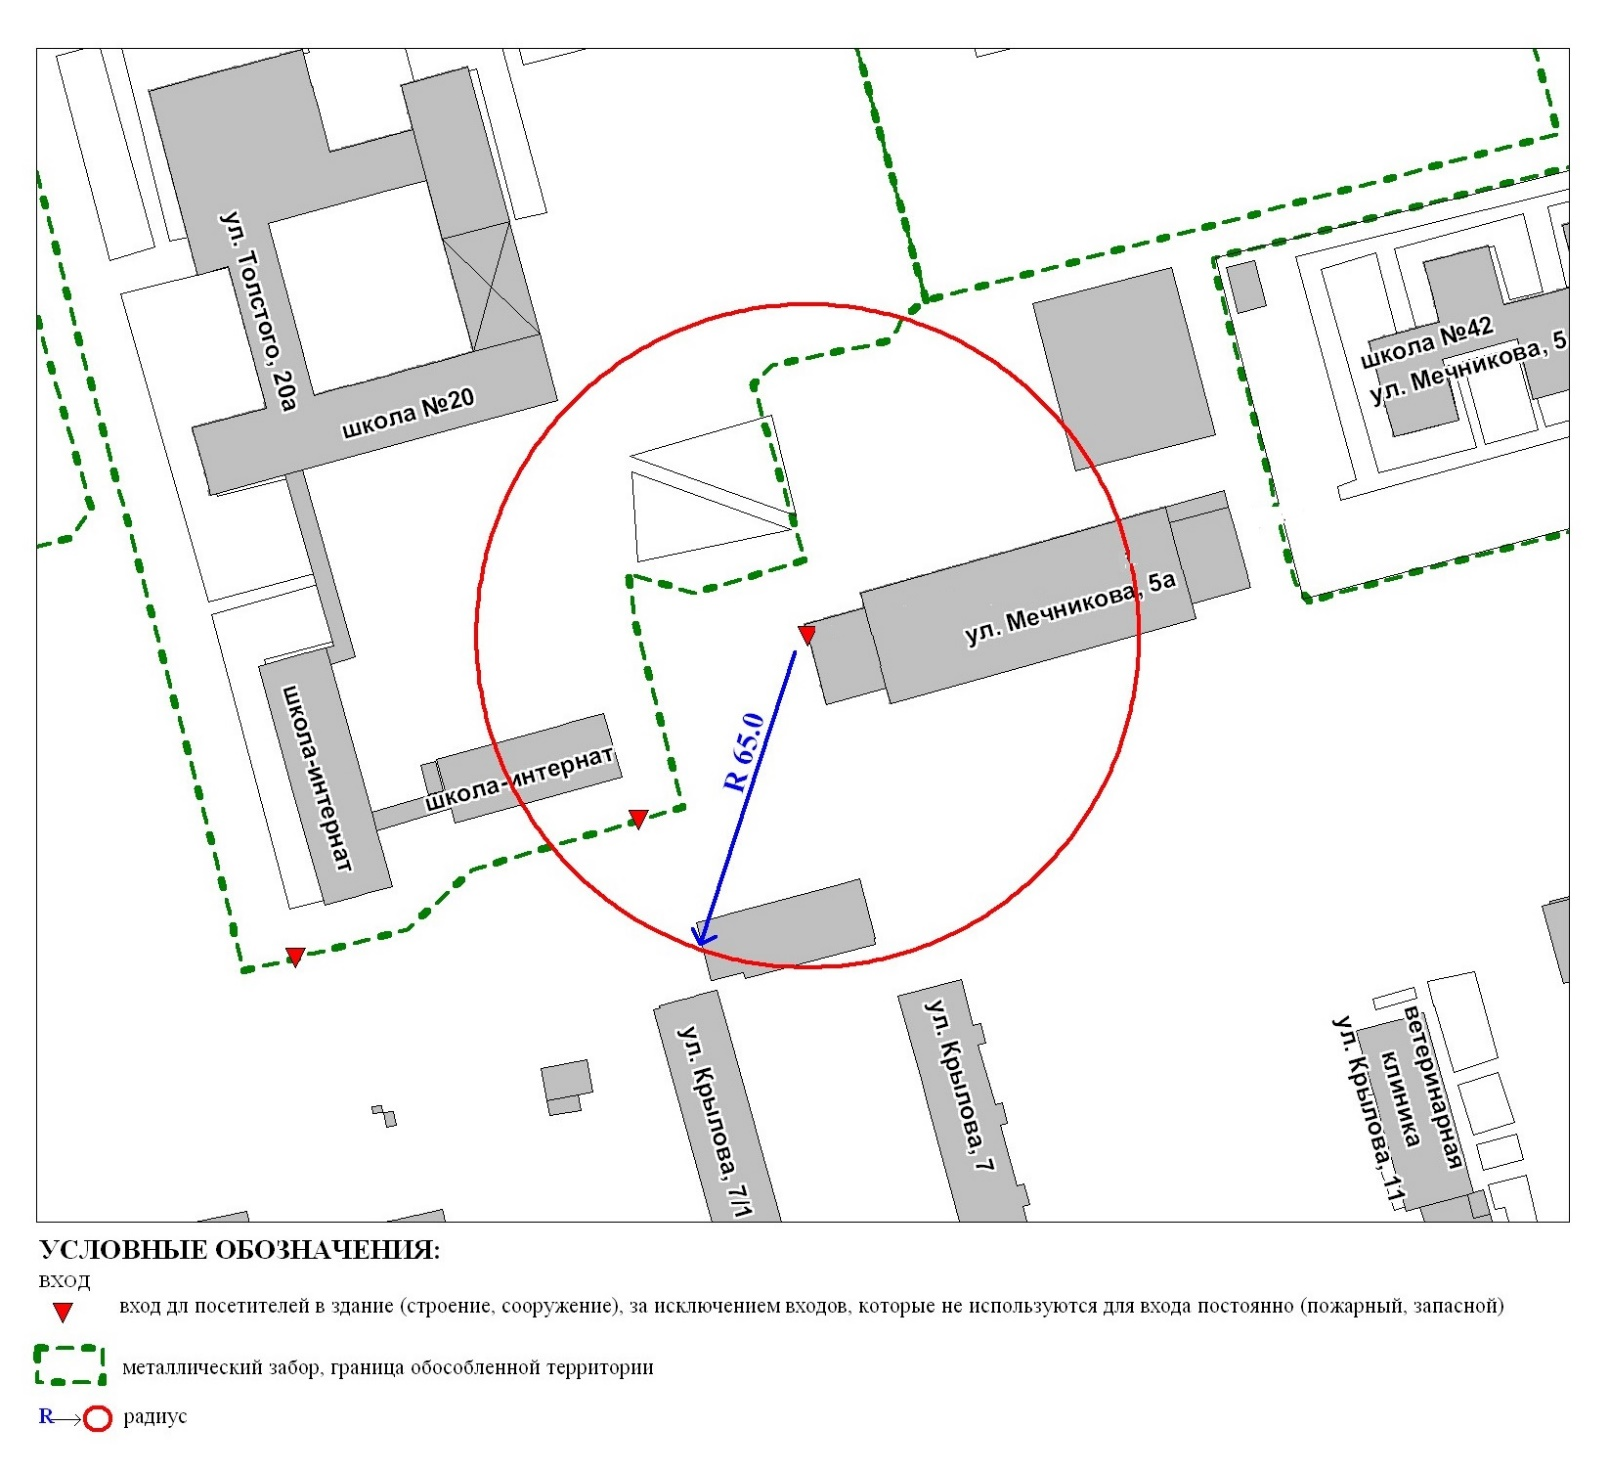 ул. Толстого, 20а
школа №20
школа №42
ул. Мечникова, 5
ул. Мечникова, 5а
школа-интернат
школа-интернат
R 65.0
ул. Крылова, 7/1
ул. Крылова, 7
ветеринарная
клиника
ул. Крылова, 11
УСЛОВНЫЕ ОБОЗНАЧЕНИЯ:
вход
вход дл посетителей в здание (строение, сооружение), за исключением входов, которые не используются для входа постоянно (пожарный, запасной)
металлический забор, граница обособленной территории
R
радиус